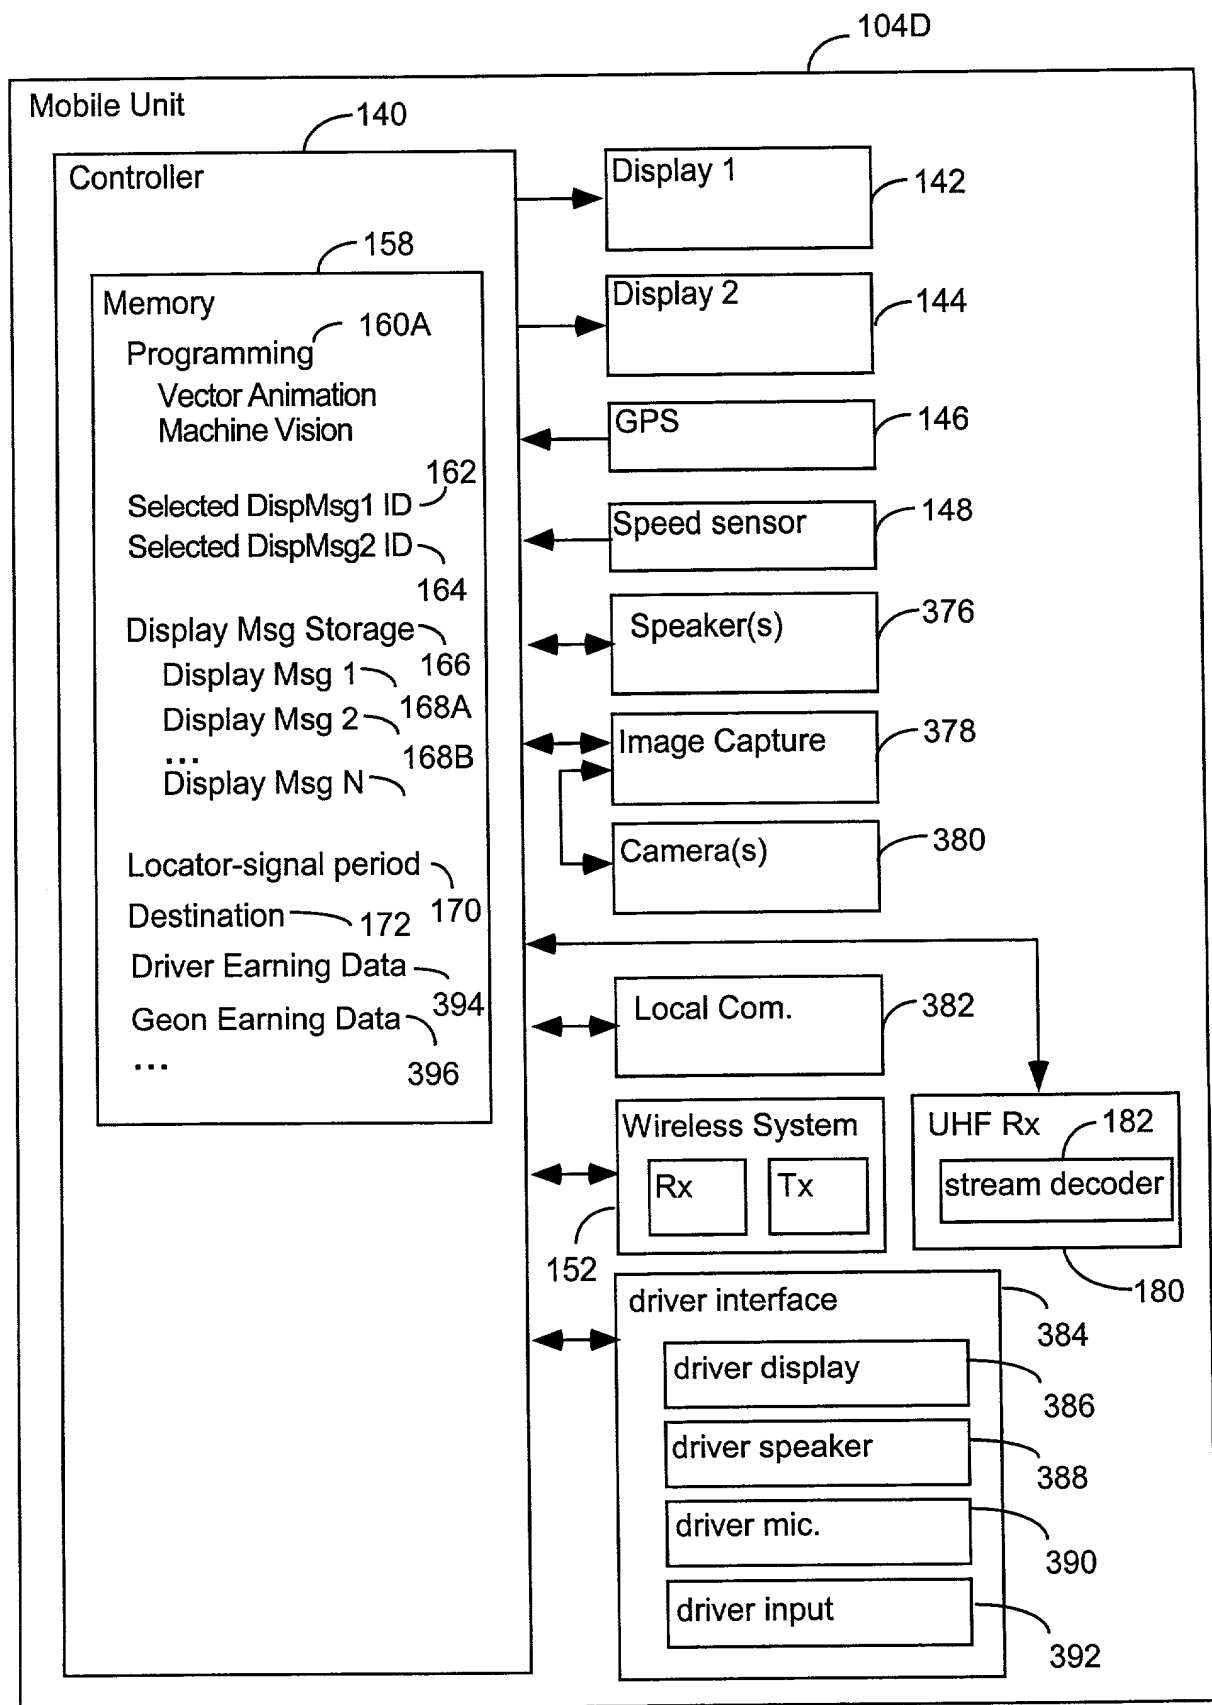 104D
Mobile Unit
140
Controller
158
Memory
160A
Programming
Vector Animation
Machine Vision
162
Selected DispMsg1 ID
Selected DispMsg2 ID
164
Display Msg Storage
166
Display Msg 1
168A
Display Msg 2
168B
...
Display Msg N
Locator-signal period
170
Destination
172
Driver Earning Data
394
Geon Earning Data
396
...
Display 1
142
Display 2
144
GPS
146
Speed sensor
148
Speaker(s)
376
Image Capture
378
Camera(s)
380
Local Com.
382
Wireless System
Rx
Tx
152
UHF Rx
182
stream decoder
180
driver interface
384
driver display
386
driver speaker
388
driver mic.
390
driver input
392